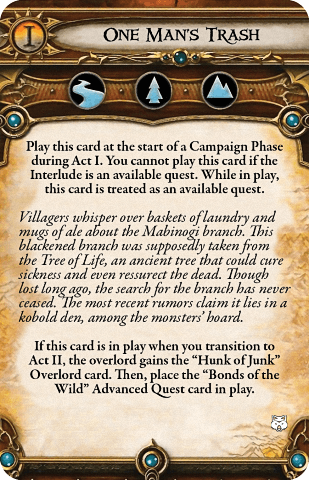 I
ONE MAN'S TRASH
Play this card at the start of a Campaign Phase
during Act I. You cannot play this card if the
Interlude is an available quest. While in play,
this card is treated as an available quest.
Villagers whisper over baskets of laundry and
mugs of ale about the Mabinogi branch. This
blackened branch was supposedly taken from
the Tree of Life, an ancient tree that could cure
sickness and even ressurect the dead. Though
lost long ago, the search for the branch has never
ceased. The most recent rumors claim it lies in a
kobold den, among the monsters' hoard.
If this card is in play when you transition to
Act II, the overlord gains the “Hunk of Junk”
Overlord card. Then, place the “Bonds of the
Wild” Advanced Quest card in play.